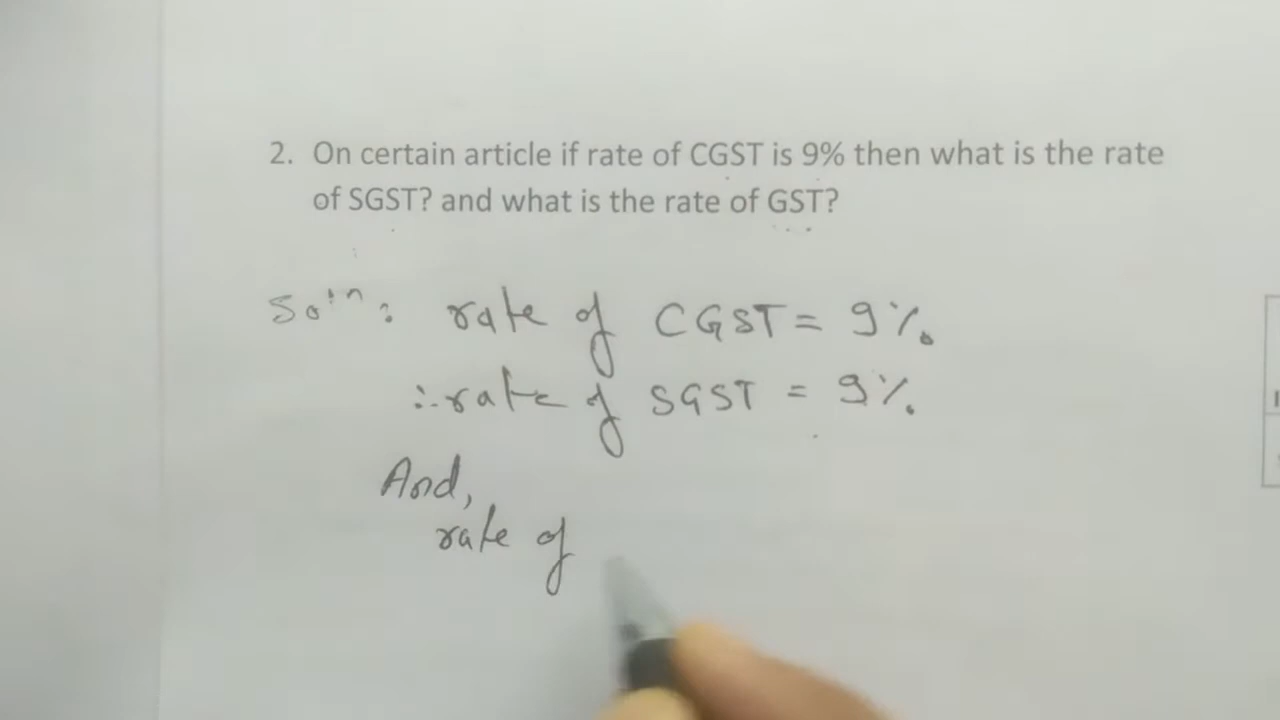 2. On certain article if rate of CGST is 9% then what is the rate
of SGST? and what is the rate of GST?
Solⁿ: rate of CGST = 9%.
∴ rate of SGST = 9%.
And,
rate of